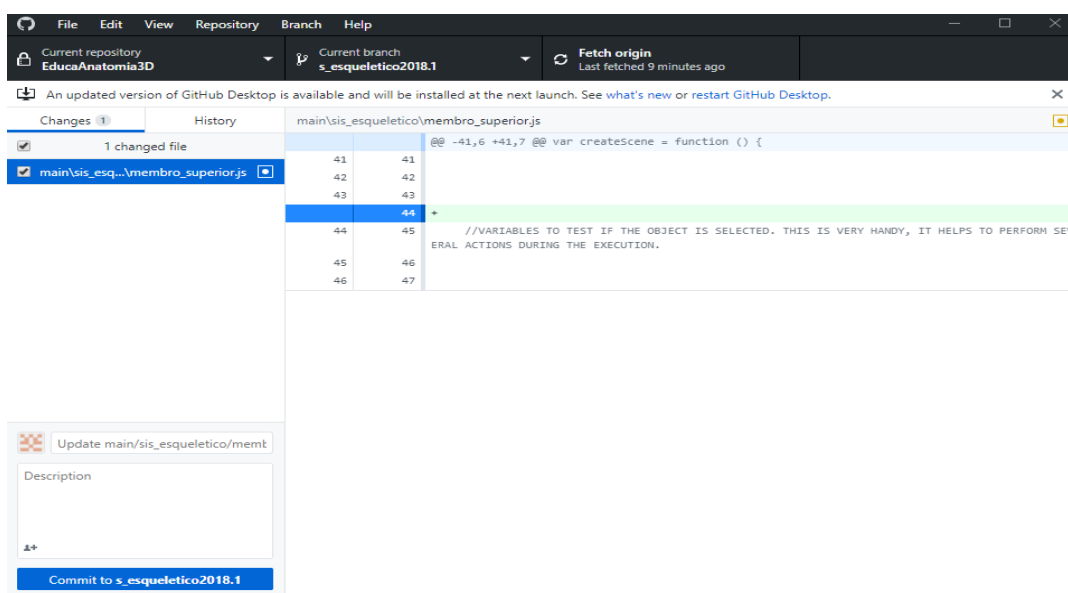 File Edit View Repository Branch Help
Current repository
EducaAnatomia3D
Current branch
s_esqueletico2018.1
Fetch origin
Last fetched 9 minutes ago
An updated version of GitHub Desktop is available and will be installed at the next launch. See what's new or restart GitHub Desktop.
Changes 1 History
main\sis_esqueletico\membro_superior.js
1 changed file
main\sis_esq...\membro_superior.js
@@ -41,6 +41,7 @@ var createScene = function () {
41 41
42 42
43 43
44 +
44 45 //VARIABLES TO TEST IF THE OBJECT IS SELECTED. THIS IS VERY HANDY, IT HELPS TO PERFORM SEV
ERAL ACTIONS DURING THE EXECUTION.
45 46
46 47
Update main/sis_esqueletico/memb
Description
Commit to s_esqueletico2018.1